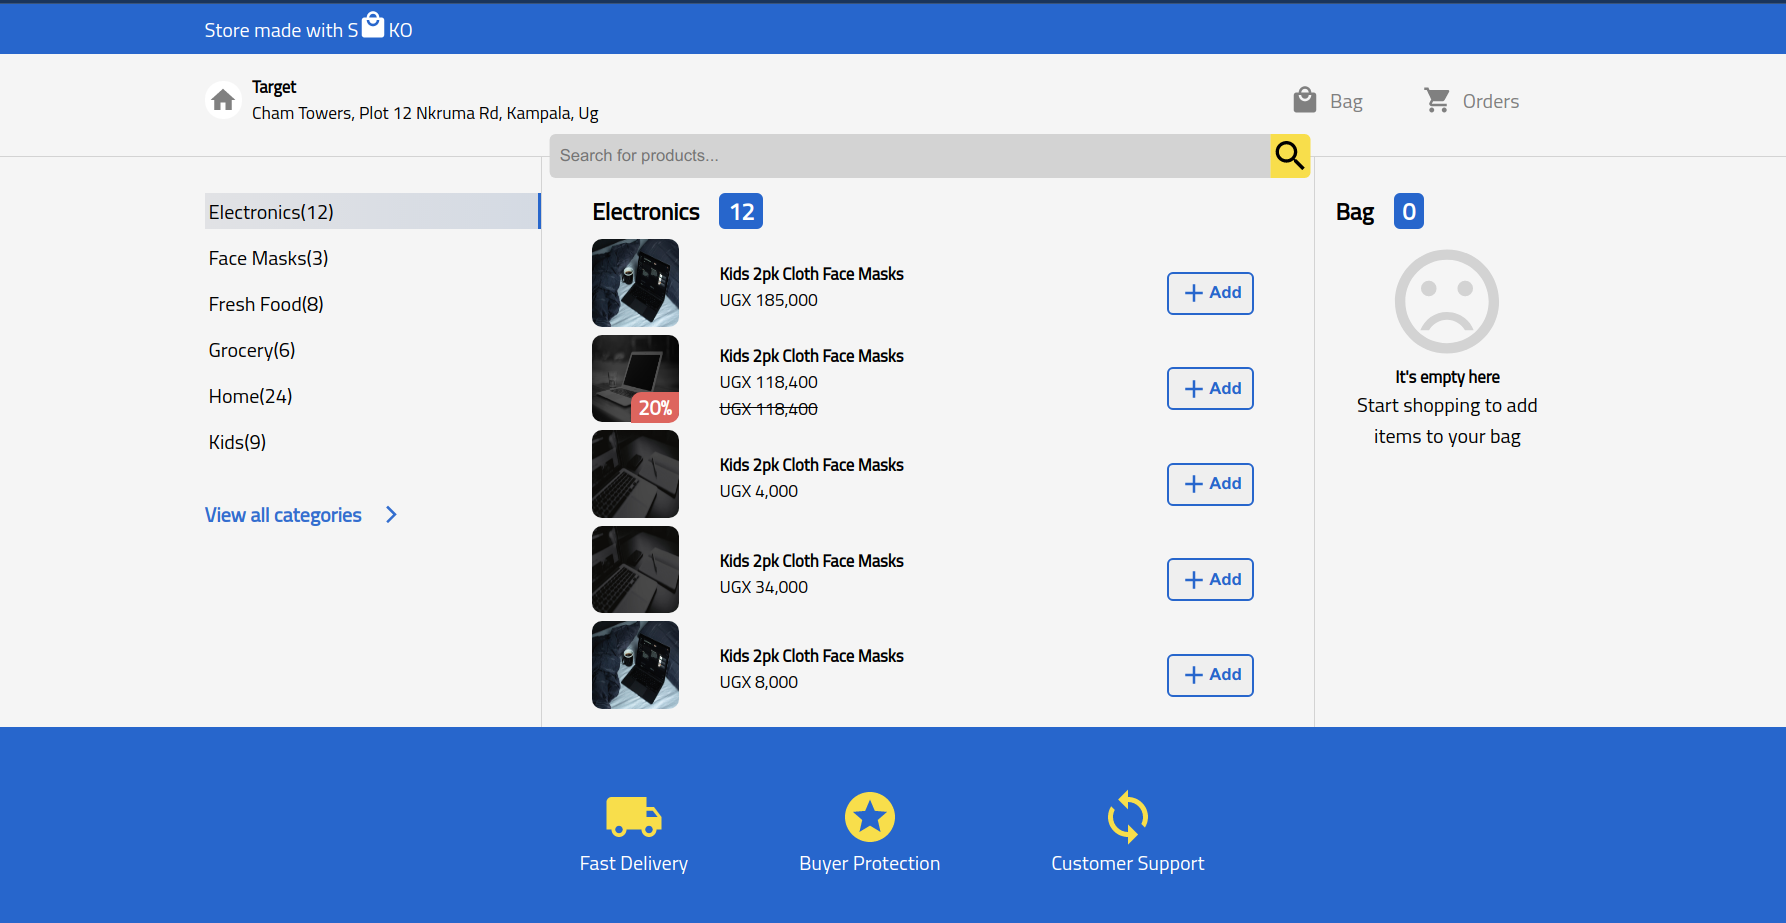 Store made with S KO
Target
Cham Towers, Plot 12 Nkruma Rd, Kampala, Ug
Bag
Orders
Search for products...
Electronics(12)
Face Masks(3)
Fresh Food(8)
Grocery(6)
Home(24)
Kids(9)
View all categories
Electronics 12
Kids 2pk Cloth Face Masks
UGX 185,000
Add
Kids 2pk Cloth Face Masks
UGX 118,400
UGX 118,400
20%
Add
Kids 2pk Cloth Face Masks
UGX 4,000
Add
Kids 2pk Cloth Face Masks
UGX 34,000
Add
Kids 2pk Cloth Face Masks
UGX 8,000
Add
Bag 0
It's empty here
Start shopping to add
items to your bag
Fast Delivery
Buyer Protection
Customer Support